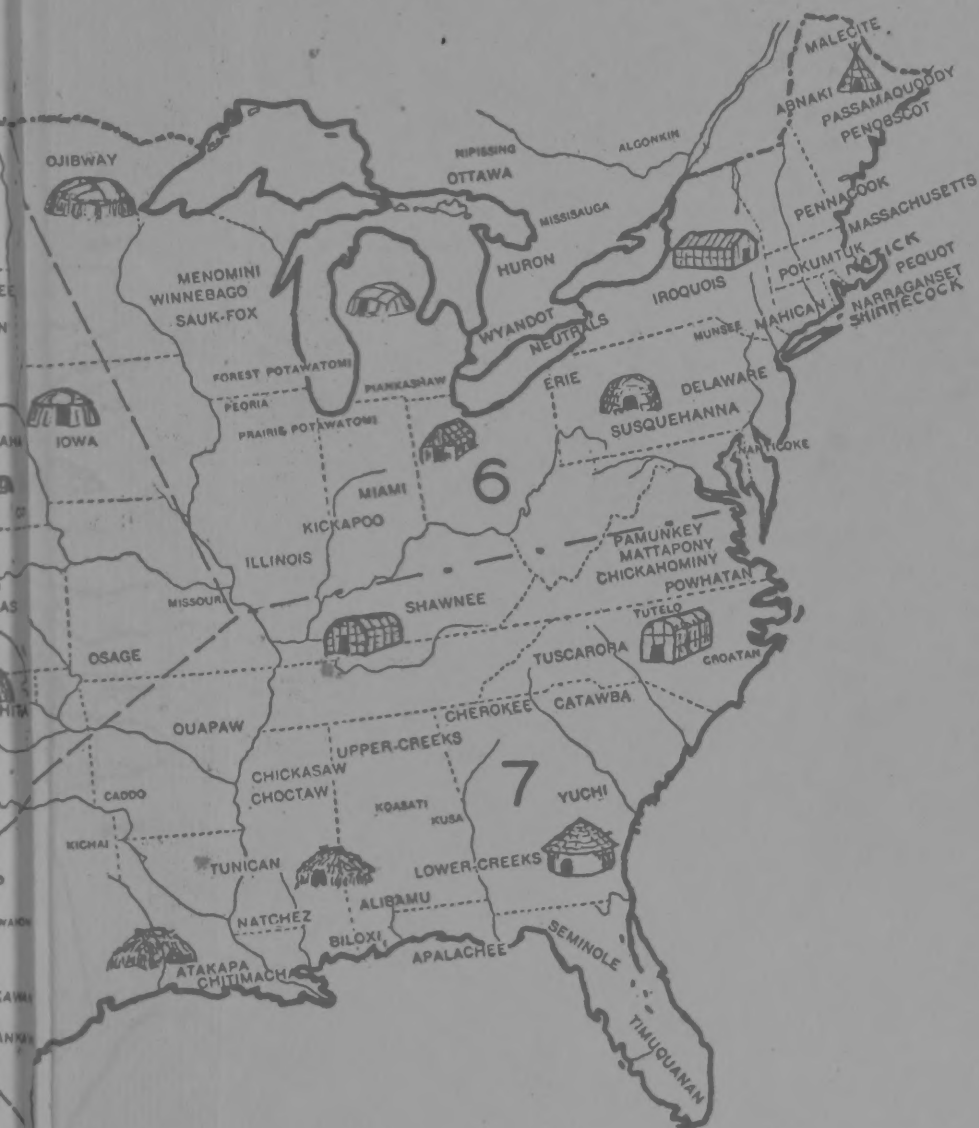 MALECITE
ABNAKI
PASSAMAQUODDY
PENOBSCOT
ALGONKIN
NIPISSING
OTTAWA
OJIBWAY
MISSISAUGA
PENNACOOK
MASSACHUSETTS
HURON
POKUMTUK
NATICK
PEQUOT
NARRAGANSET
SHINNECOCK
MENOMINI
WINNEBAGO
SAUK-FOX
IROQUOIS
MAHICAN
WYANDOT
NEUTRALS
MUNSEE
FOREST POTAWATOMI
PIANKASHAW
ERIE
DELAWARE
PEORIA
SUSQUEHANNA
PRAIRIE POTAWATOMI
IOWA
NANTICOKE
MIAMI
6
KICKAPOO
PAMUNKEY
MATTAPONY
CHICKAHOMINY
ILLINOIS
POWHATAN
MISSOURI
SHAWNEE
TUTELO
OSAGE
TUSCARORA
CROATAN
CHEROKEE
CATAWBA
OUAPAW
UPPER-CREEKS
CHICKASAW
CHOCTAW
7
YUCHI
CADDO
KOASATI
KUSA
KICHAI
TUNICAN
LOWER-CREEKS
ALIBAMU
NATCHEZ
BILOXI
APALACHEE
SEMINOLE
ATAKAPA
CHITIMACHA
TIMUQUANAN